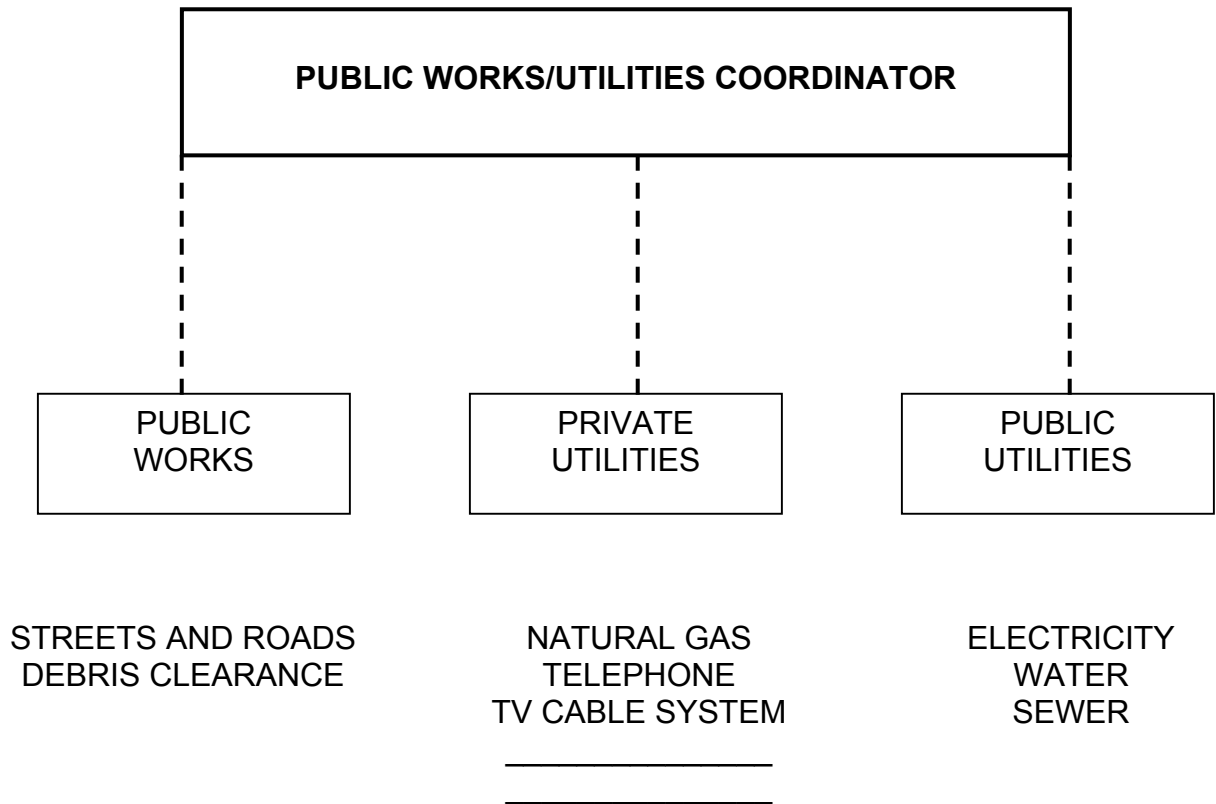 PUBLIC WORKS/UTILITIES COORDINATOR
PUBLIC
WORKS
PRIVATE
UTILITIES
PUBLIC
UTILITIES
STREETS AND ROADS
DEBRIS CLEARANCE
NATURAL GAS
TELEPHONE
TV CABLE SYSTEM
ELECTRICITY
WATER
SEWER